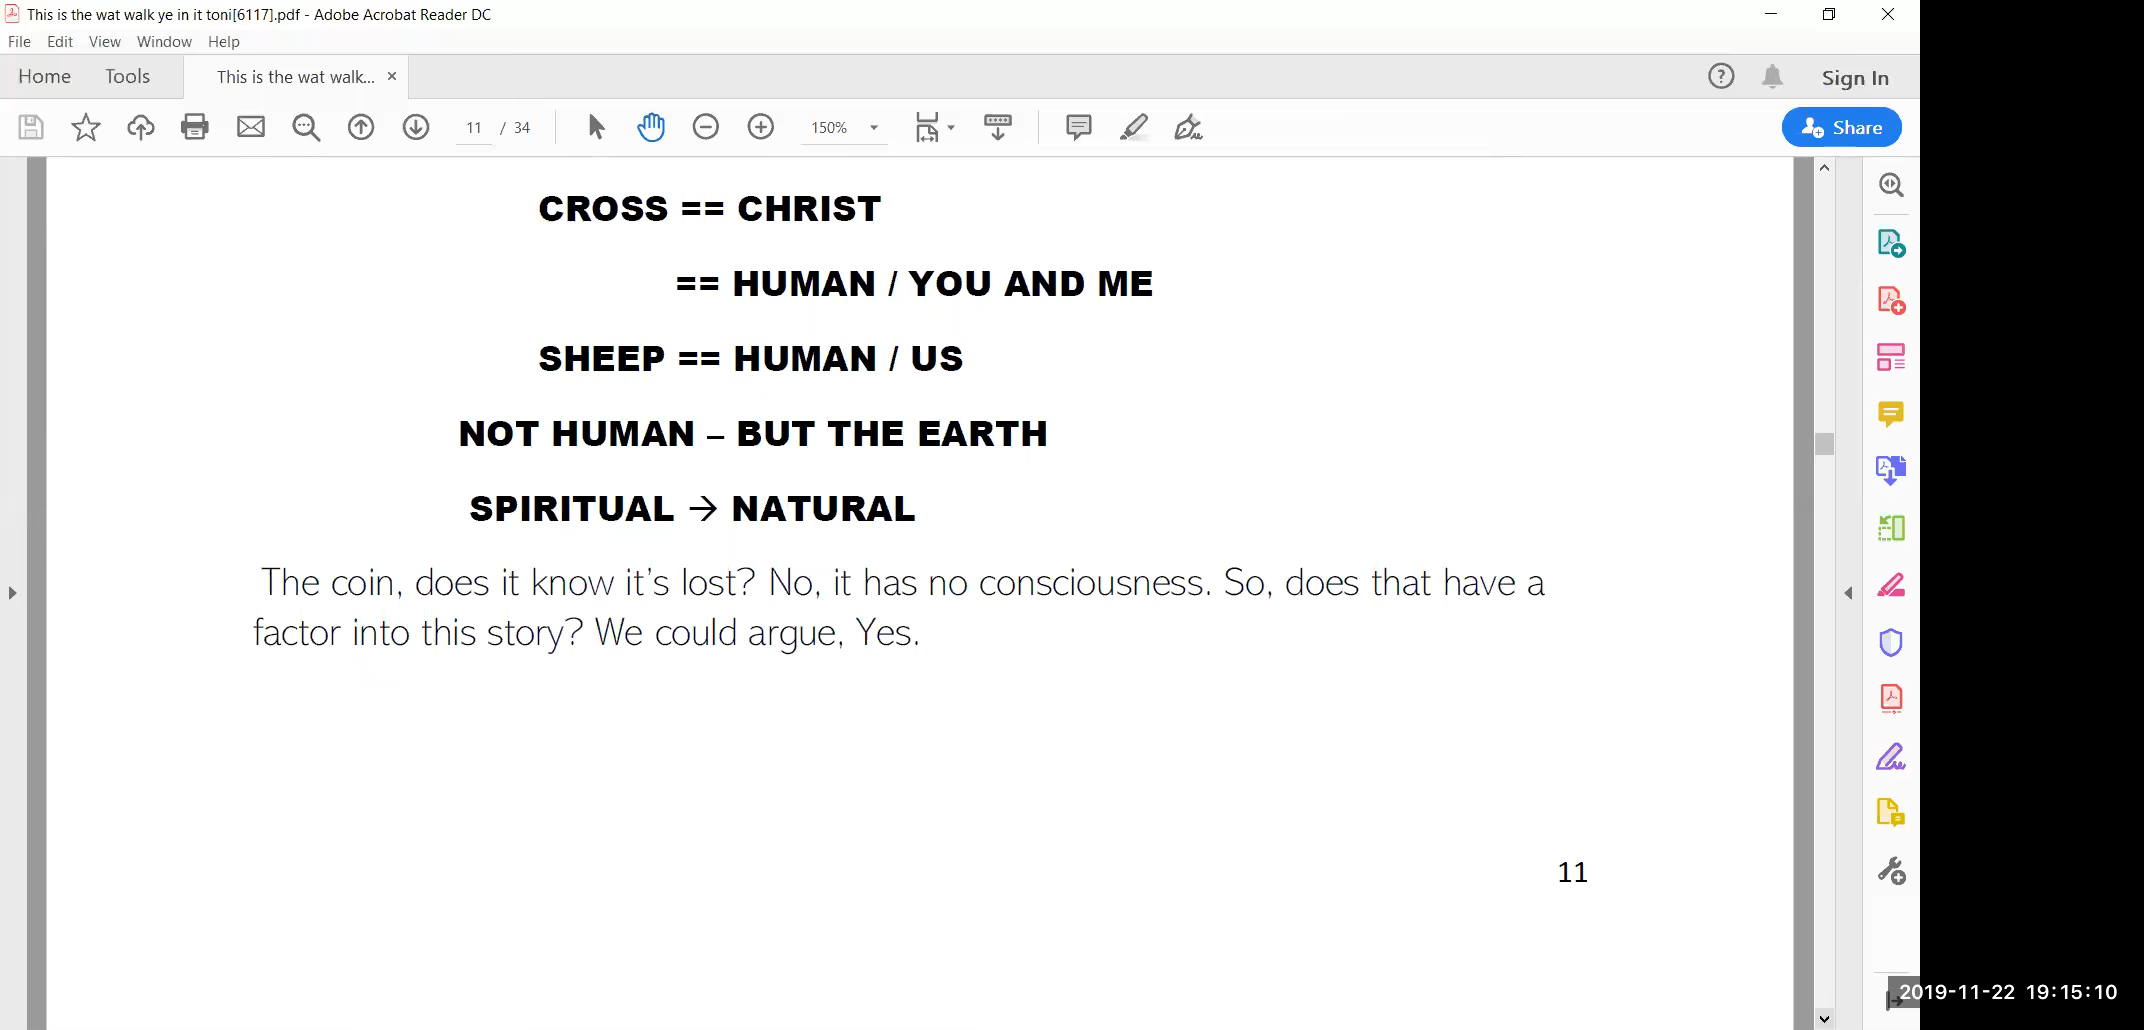 This is the wat walk ye in it toni[6117].pdf - Adobe Acrobat Reader DC
File Edit View Window Help
Home Tools This is the wat walk... × ? Sign In
11 / 34 150% Share
CROSS == CHRIST
== HUMAN / YOU AND ME
SHEEP == HUMAN / US
NOT HUMAN – BUT THE EARTH
SPIRITUAL → NATURAL
The coin, does it know it's lost? No, it has no consciousness. So, does that have a
factor into this story? We could argue, Yes.
11
2019-11-22 19:15:10